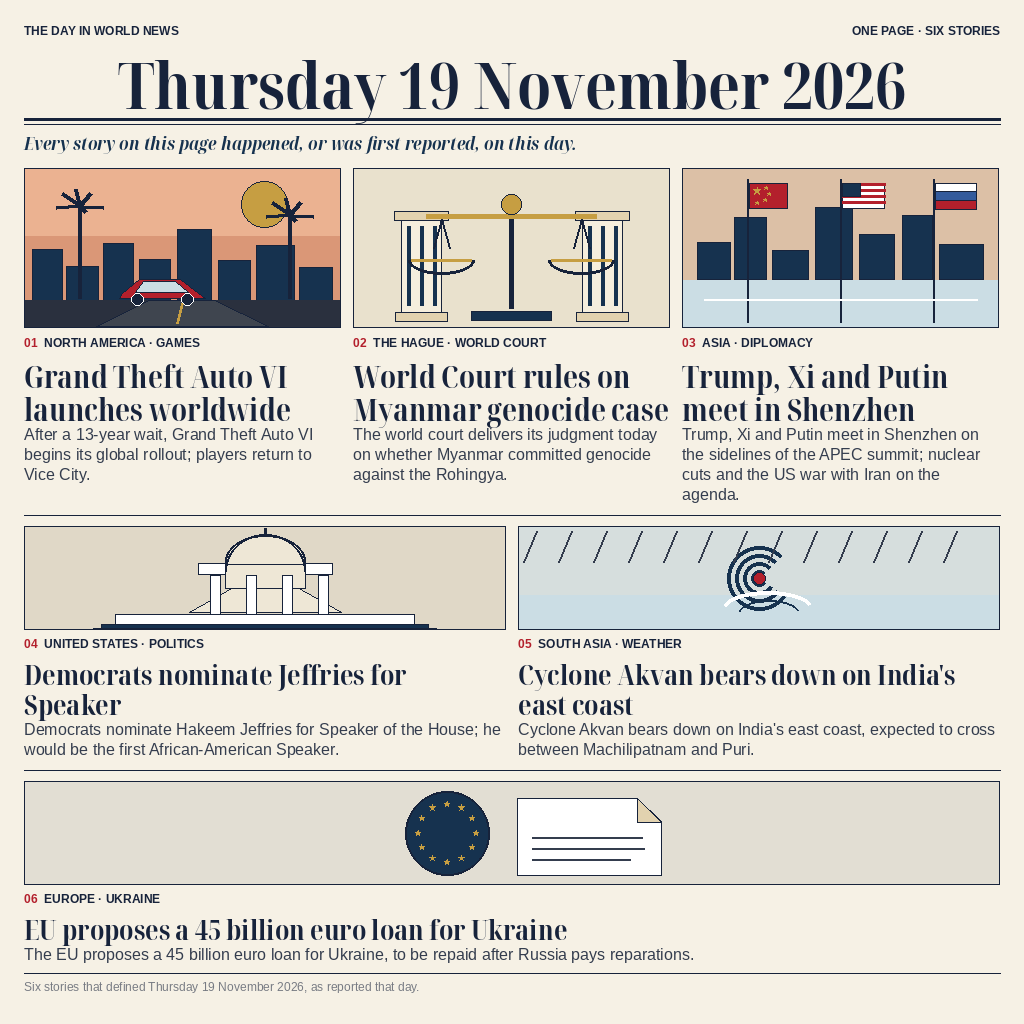 THE DAY IN WORLD NEWS
ONE PAGE · SIX STORIES
Thursday 19 November 2026
Every story on this page happened, or was first reported, on this day.
01 NORTH AMERICA · GAMES
Grand Theft Auto VI
launches worldwide
After a 13-year wait, Grand Theft Auto VI
begins its global rollout; players return to
Vice City.
02 THE HAGUE · WORLD COURT
World Court rules on
Myanmar genocide case
The world court delivers its judgment today
on whether Myanmar committed genocide
against the Rohingya.
03 ASIA · DIPLOMACY
Trump, Xi and Putin
meet in Shenzhen
Trump, Xi and Putin meet in Shenzhen on
the sidelines of the APEC summit; nuclear
cuts and the US war with Iran on the
agenda.
04 UNITED STATES · POLITICS
Democrats nominate Jeffries for
Speaker
Democrats nominate Hakeem Jeffries for Speaker of the House; he
would be the first African-American Speaker.
05 SOUTH ASIA · WEATHER
Cyclone Akvan bears down on India's
east coast
Cyclone Akvan bears down on India's east coast, expected to cross
between Machilipatnam and Puri.
06 EUROPE · UKRAINE
EU proposes a 45 billion euro loan for Ukraine
The EU proposes a 45 billion euro loan for Ukraine, to be repaid after Russia pays reparations.
Six stories that defined Thursday 19 November 2026, as reported that day.